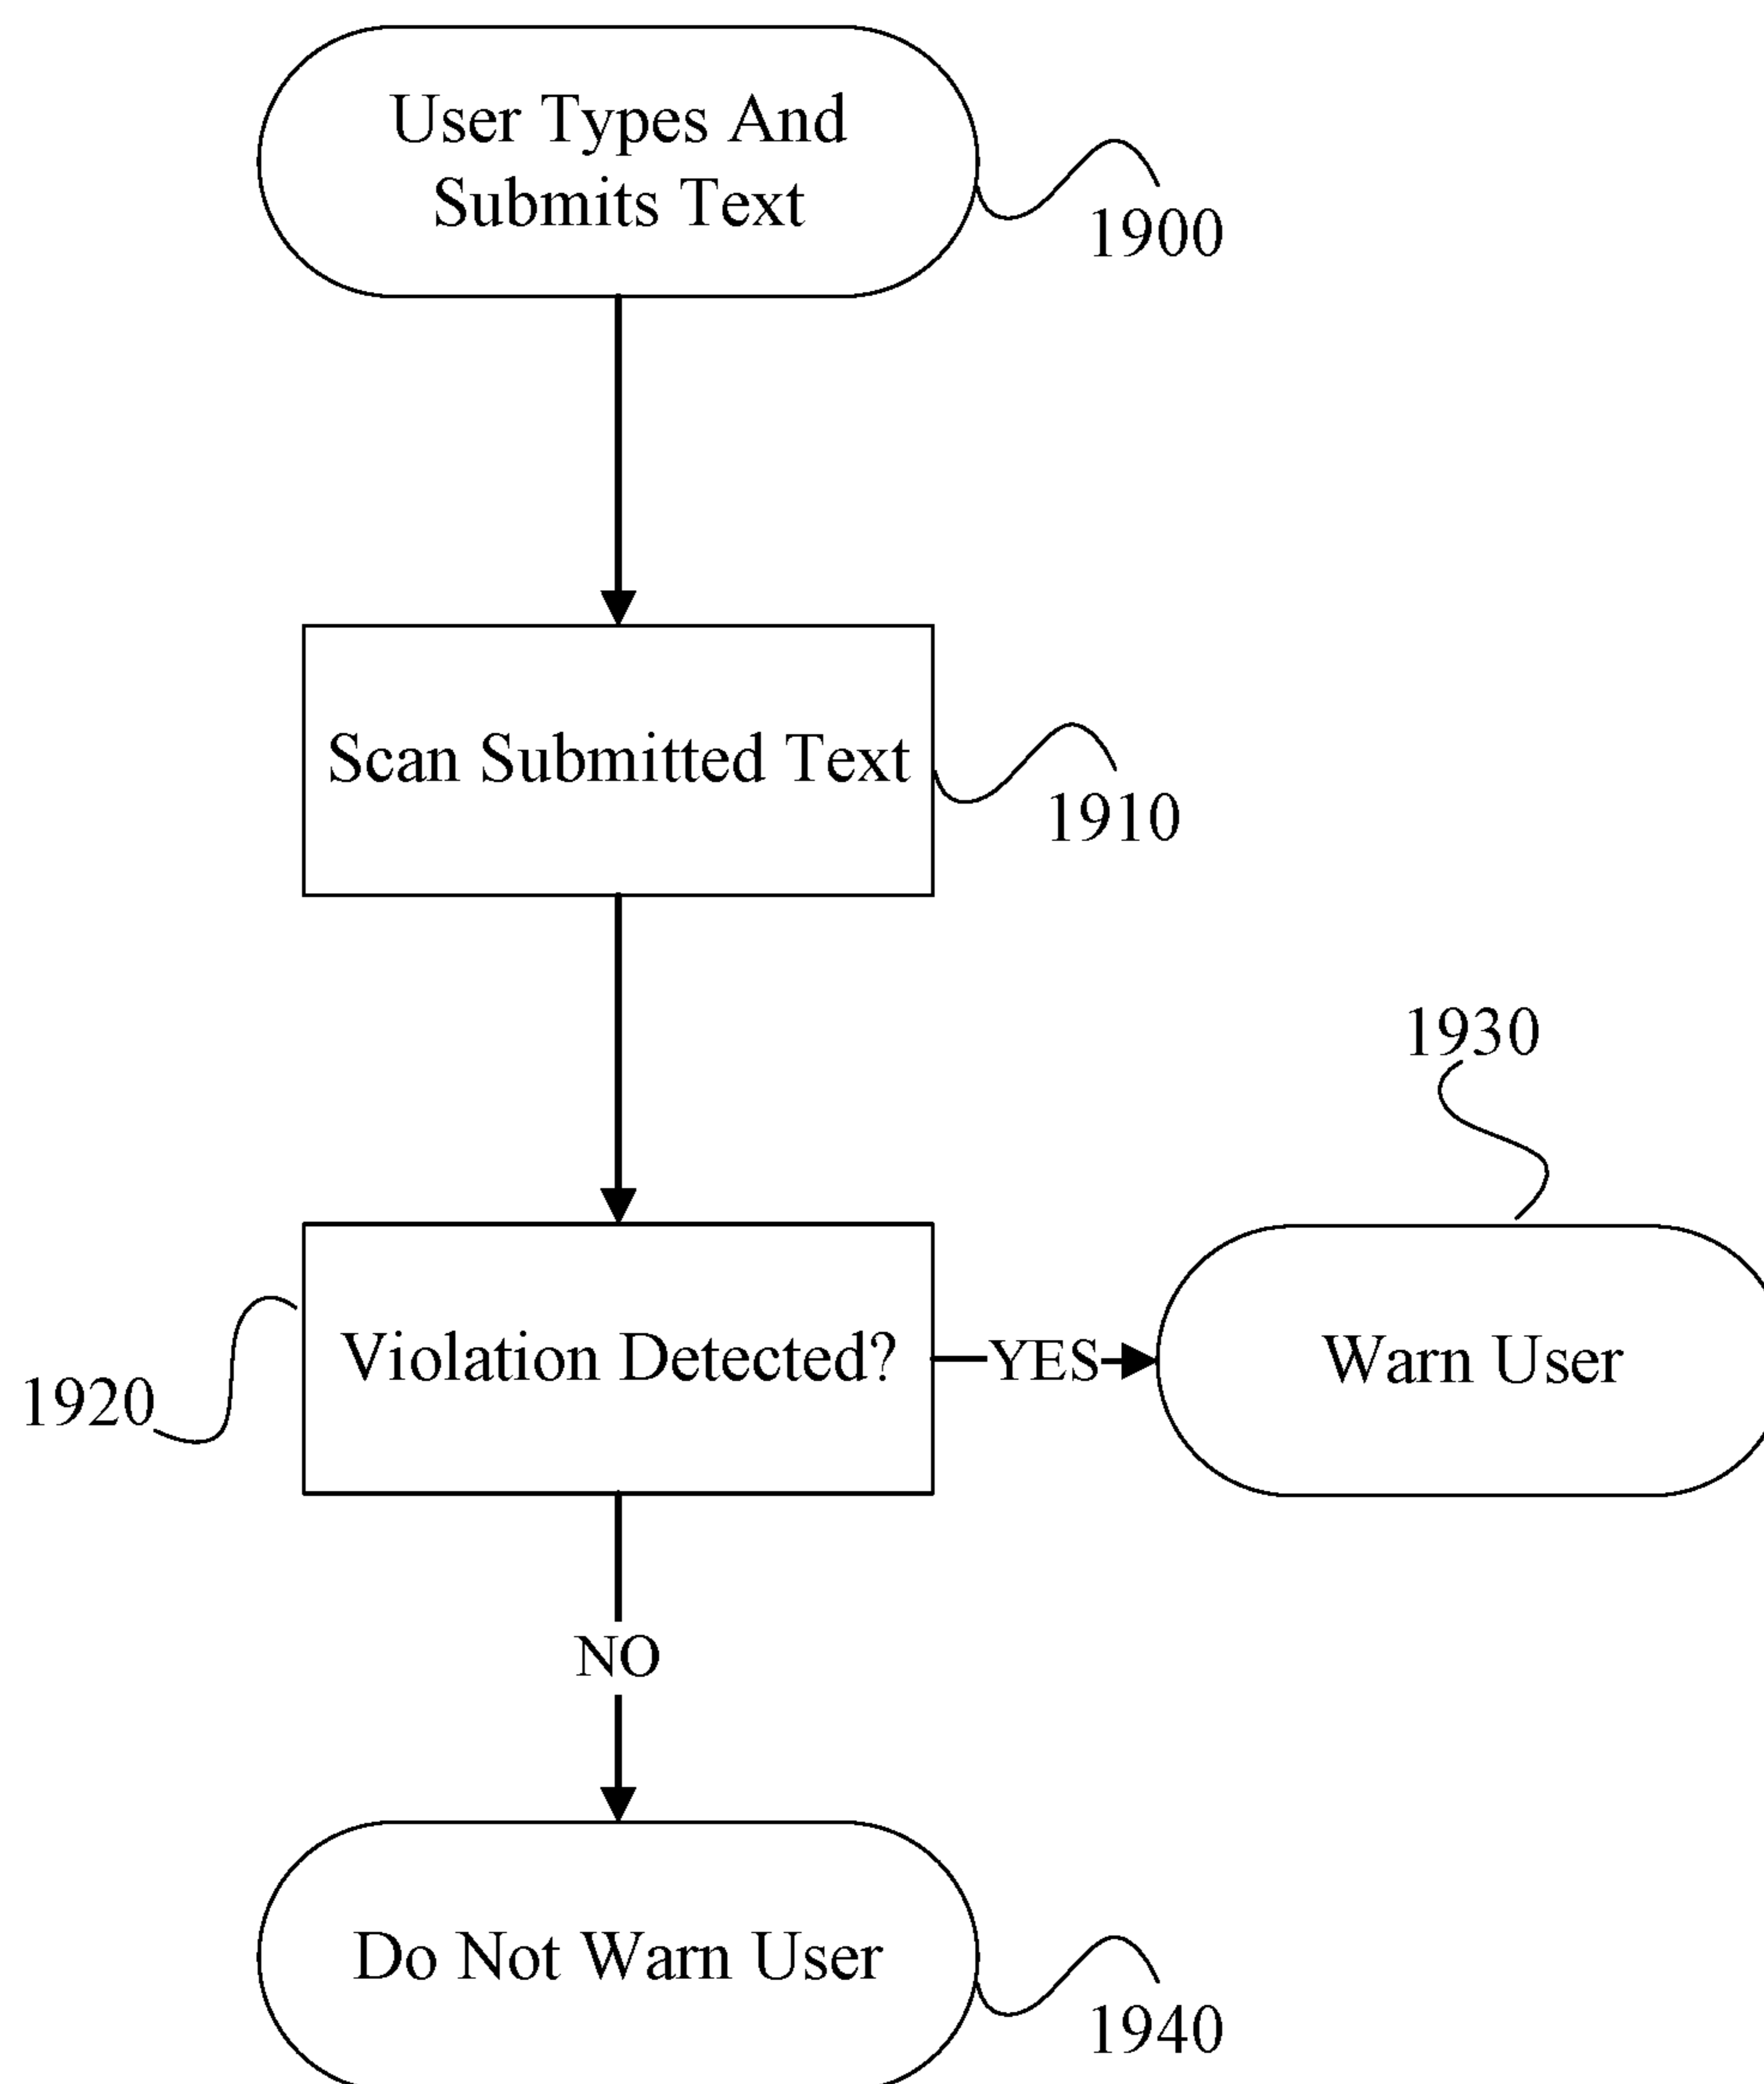 User Types And
Submits Text
1900
Scan Submitted Text
1910
1930
Violation Detected?
YES
Warn User
1920
NO
Do Not Warn User
1940